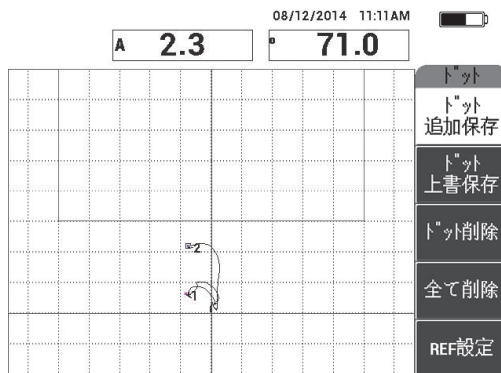 08/12/2014 11:11AM
A 2.3
° 71.0
ドット
ドット
追加保存
ドット
上書保存
ドット削除
全て削除
REF設定
2
1